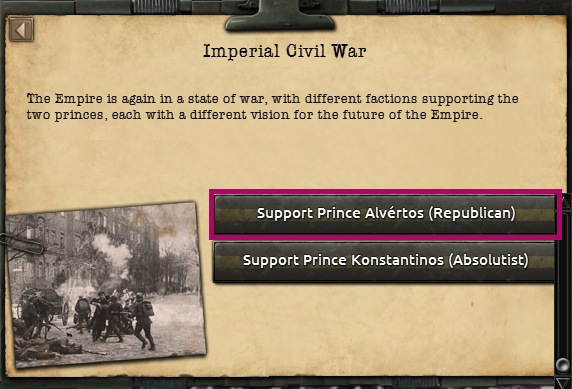 Imperial Civil War
The Empire is again in a state of war, with different factions supporting the
two princes, each with a different vision for the future of the Empire.
Support Prince Alvértos (Republican)
Support Prince Konstantinos (Absolutist)